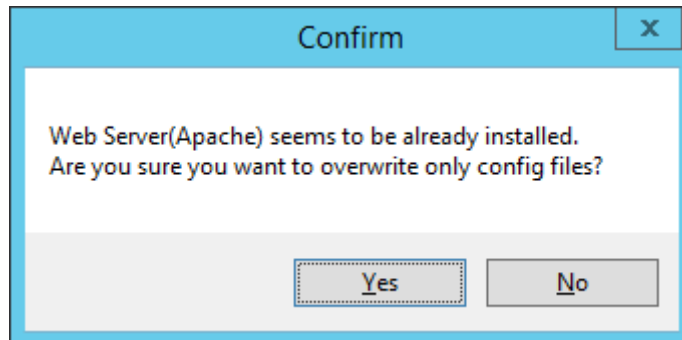 Confirm
x
Web Server(Apache) seems to be already installed.
Are you sure you want to overwrite only config files?
Yes
No